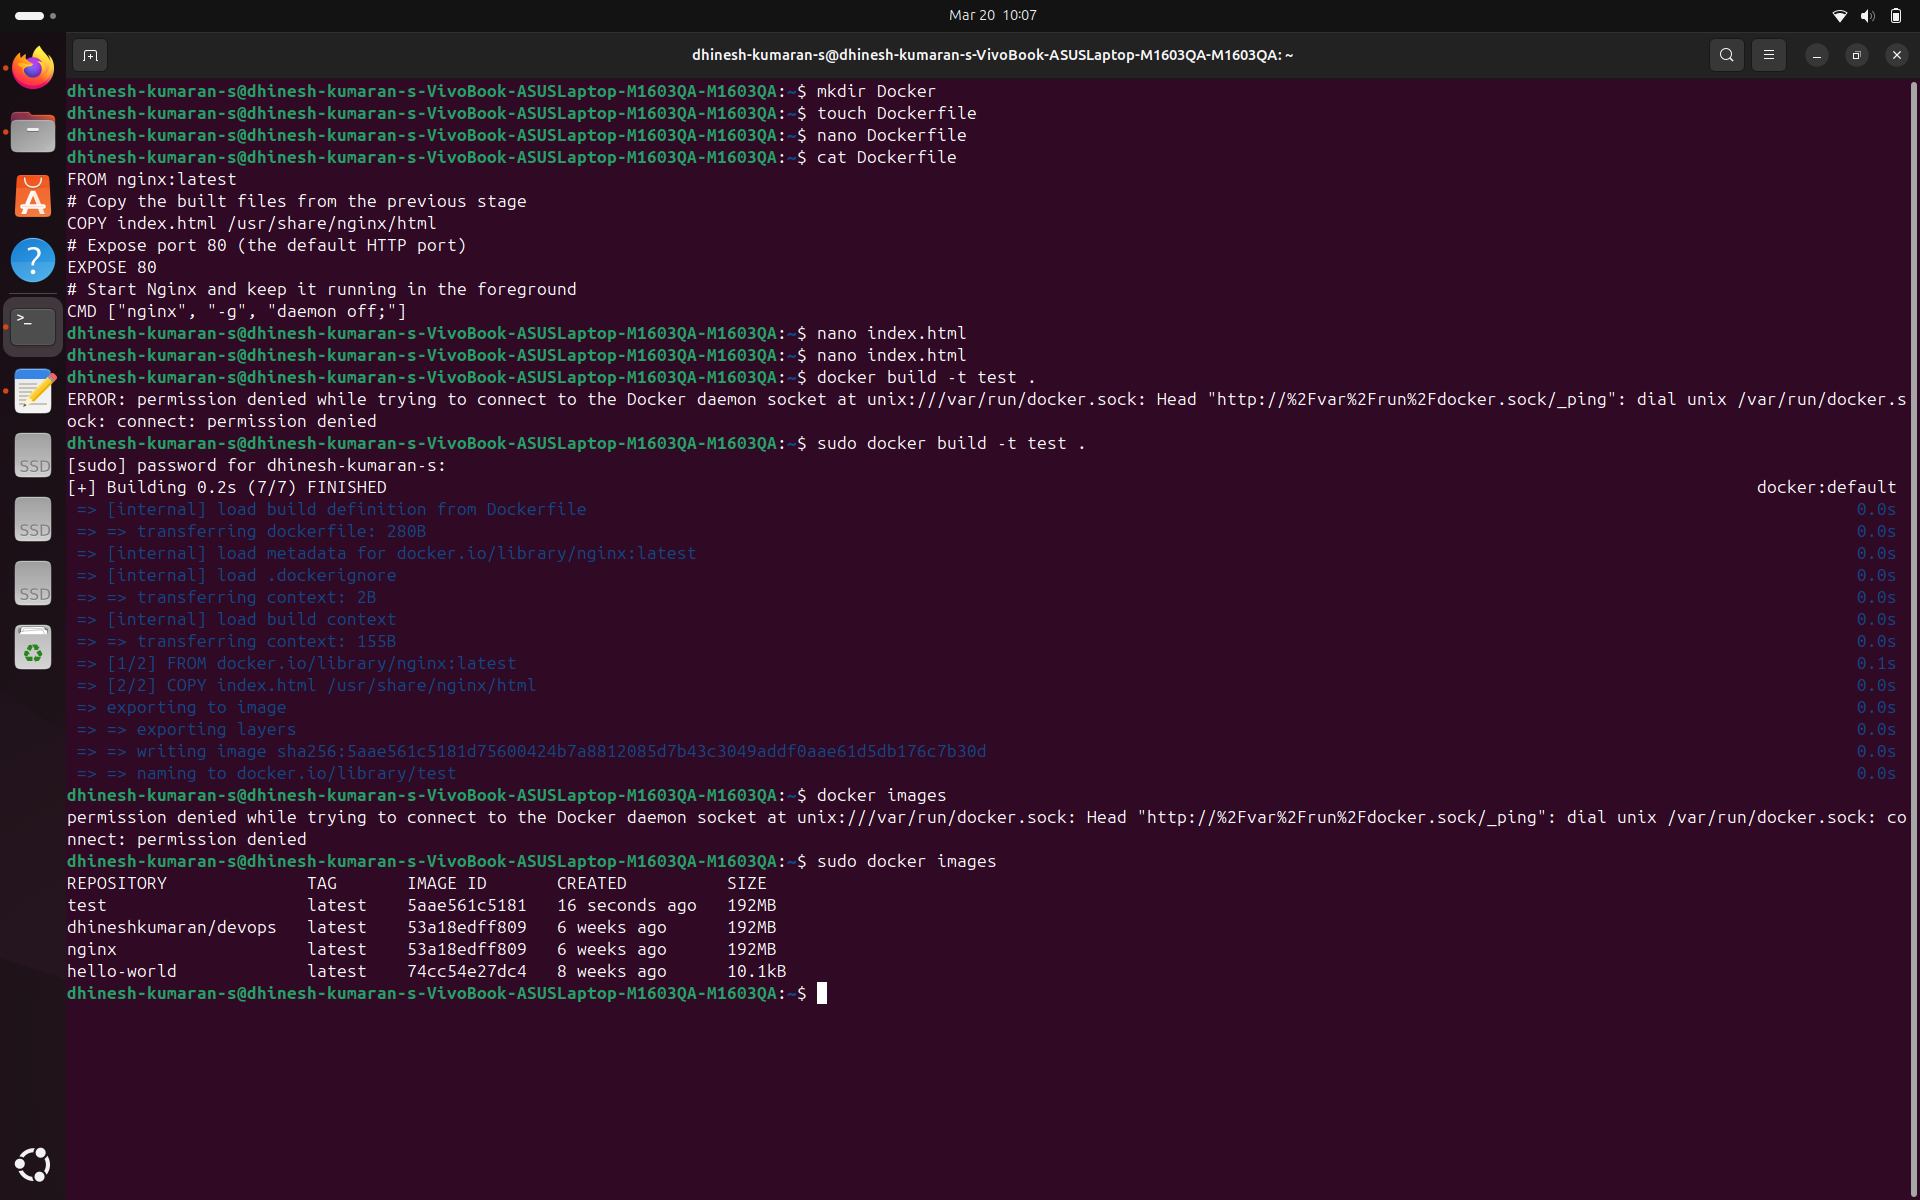 Mar 20 10:07
dhinesh-kumaran-s@dhinesh-kumaran-s-VivoBook-ASUSLaptop-M1603QA-M1603QA: ~
dhinesh-kumaran-s@dhinesh-kumaran-s-VivoBook-ASUSLaptop-M1603QA-M1603QA:~$ mkdir Docker
dhinesh-kumaran-s@dhinesh-kumaran-s-VivoBook-ASUSLaptop-M1603QA-M1603QA:~$ touch Dockerfile
dhinesh-kumaran-s@dhinesh-kumaran-s-VivoBook-ASUSLaptop-M1603QA-M1603QA:~$ nano Dockerfile
dhinesh-kumaran-s@dhinesh-kumaran-s-VivoBook-ASUSLaptop-M1603QA-M1603QA:~$ cat Dockerfile
FROM nginx:latest
# Copy the built files from the previous stage
COPY index.html /usr/share/nginx/html
# Expose port 80 (the default HTTP port)
EXPOSE 80
# Start Nginx and keep it running in the foreground
CMD ["nginx", "-g", "daemon off;"]
dhinesh-kumaran-s@dhinesh-kumaran-s-VivoBook-ASUSLaptop-M1603QA-M1603QA:~$ nano index.html
dhinesh-kumaran-s@dhinesh-kumaran-s-VivoBook-ASUSLaptop-M1603QA-M1603QA:~$ nano index.html
dhinesh-kumaran-s@dhinesh-kumaran-s-VivoBook-ASUSLaptop-M1603QA-M1603QA:~$ docker build -t test .
ERROR: permission denied while trying to connect to the Docker daemon socket at unix:///var/run/docker.sock: Head "http://%2Fvar%2Frun%2Fdocker.sock/_ping": dial unix /var/run/docker.s
ock: connect: permission denied
dhinesh-kumaran-s@dhinesh-kumaran-s-VivoBook-ASUSLaptop-M1603QA-M1603QA:~$ sudo docker build -t test .
[sudo] password for dhinesh-kumaran-s:
[+] Building 0.2s (7/7) FINISHED docker:default
=> [internal] load build definition from Dockerfile 0.0s
=> => transferring dockerfile: 280B 0.0s
=> [internal] load metadata for docker.io/library/nginx:latest 0.0s
=> [internal] load .dockerignore 0.0s
=> => transferring context: 2B 0.0s
=> [internal] load build context 0.0s
=> => transferring context: 155B 0.0s
=> [1/2] FROM docker.io/library/nginx:latest 0.1s
=> [2/2] COPY index.html /usr/share/nginx/html 0.0s
=> exporting to image 0.0s
=> => exporting layers 0.0s
=> => writing image sha256:5aae561c5181d75600424b7a8812085d7b43c3049addf0aae61d5db176c7b30d 0.0s
=> => naming to docker.io/library/test 0.0s
dhinesh-kumaran-s@dhinesh-kumaran-s-VivoBook-ASUSLaptop-M1603QA-M1603QA:~$ docker images
permission denied while trying to connect to the Docker daemon socket at unix:///var/run/docker.sock: Head "http://%2Fvar%2Frun%2Fdocker.sock/_ping": dial unix /var/run/docker.sock: co
nnect: permission denied
dhinesh-kumaran-s@dhinesh-kumaran-s-VivoBook-ASUSLaptop-M1603QA-M1603QA:~$ sudo docker images
REPOSITORY TAG IMAGE ID CREATED SIZE
test latest 5aae561c5181 16 seconds ago 192MB
dhineshkumaran/devops latest 53a18edff809 6 weeks ago 192MB
nginx latest 53a18edff809 6 weeks ago 192MB
hello-world latest 74cc54e27dc4 8 weeks ago 10.1kB
dhinesh-kumaran-s@dhinesh-kumaran-s-VivoBook-ASUSLaptop-M1603QA-M1603QA:~$
SSD
SSD
SSD